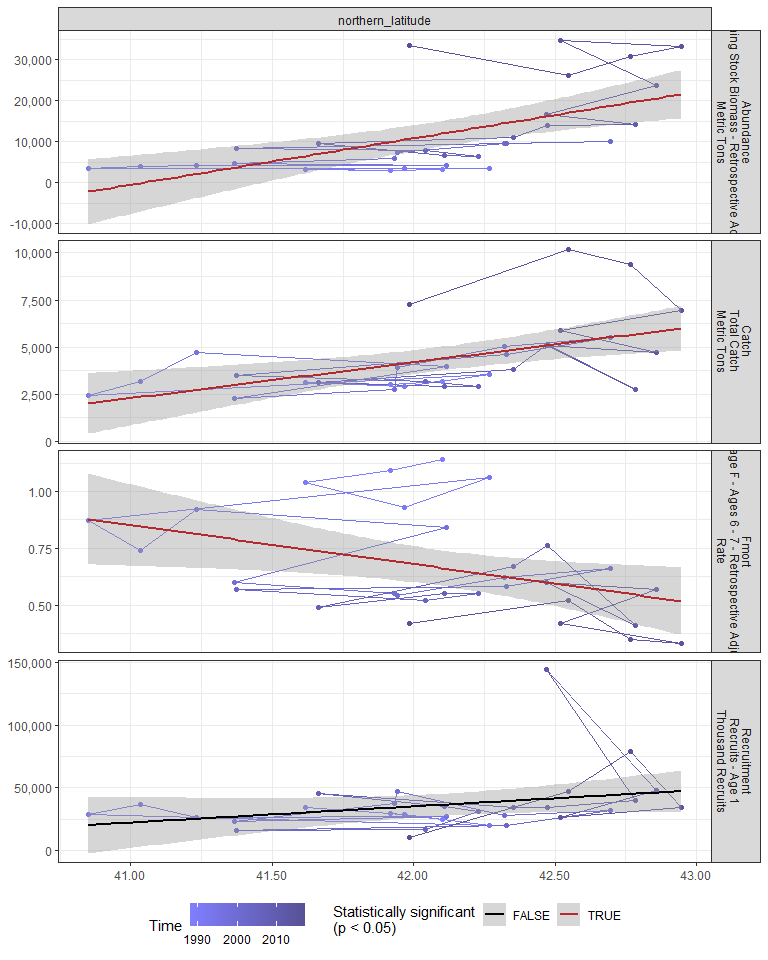 northern_latitude
30,000
20,000
10,000
0
-10,000
Abundance
ning Stock Biomass - Retrospective Ad
Metric Tons
10,000
7,500
5,000
2,500
0
Catch
Total Catch
Metric Tons
1.00
0.75
0.50
Fmort
age F - Ages 6 - 7 - Retrospective Adju
Rate
150,000
100,000
50,000
0
Recruitment
Recruits - Age 1
Thousand Recruits
41.00 41.50 42.00 42.50 43.00
Time
1990 2000 2010
Statistically significant
(p < 0.05)
FALSE TRUE